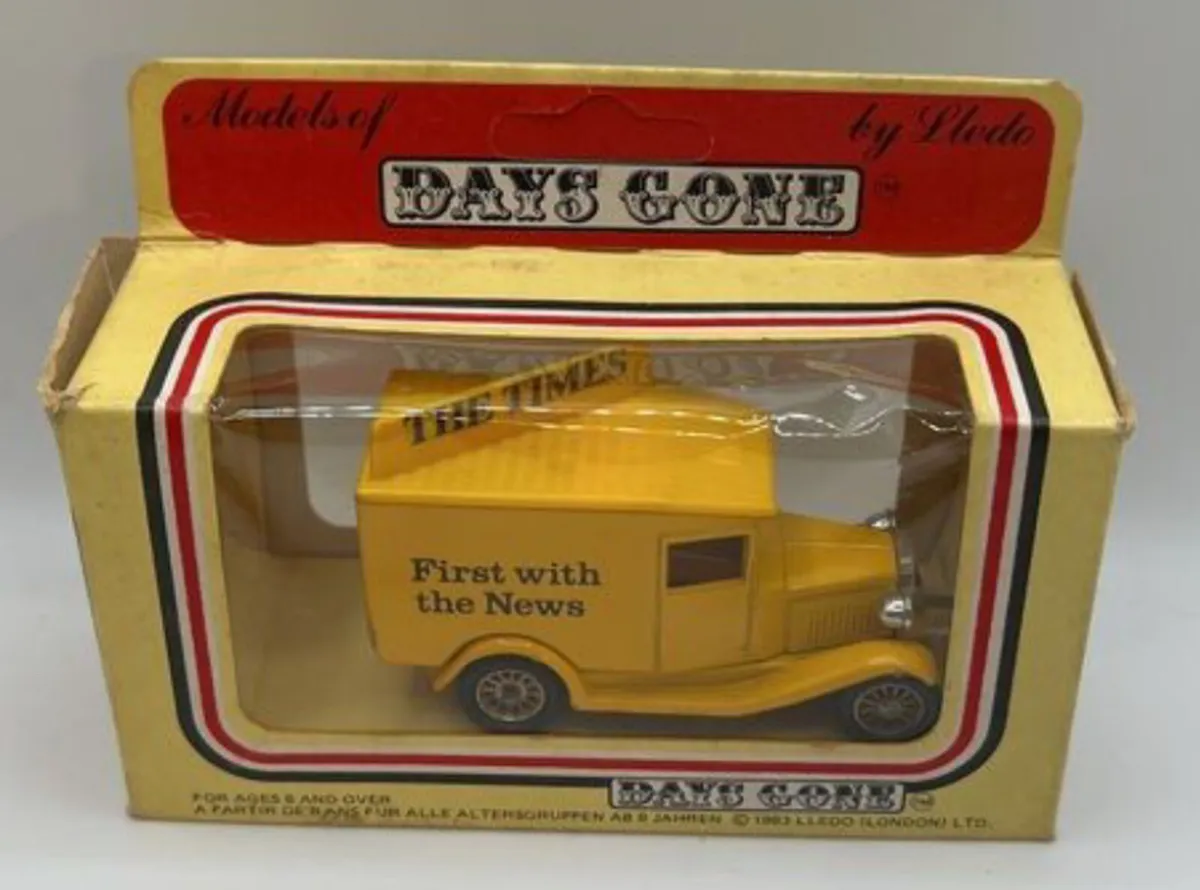 Models of
by Lledo
DAYS GONE
THE TIMES
First with
the News
DAYS GONE
FOR AGES 8 AND OVER
A PARTIR DE 8 ANS FUR ALLE ALTERSGRUPPEN AB 8 JAHREN © 1983 LLEDO (LONDON) LTD.